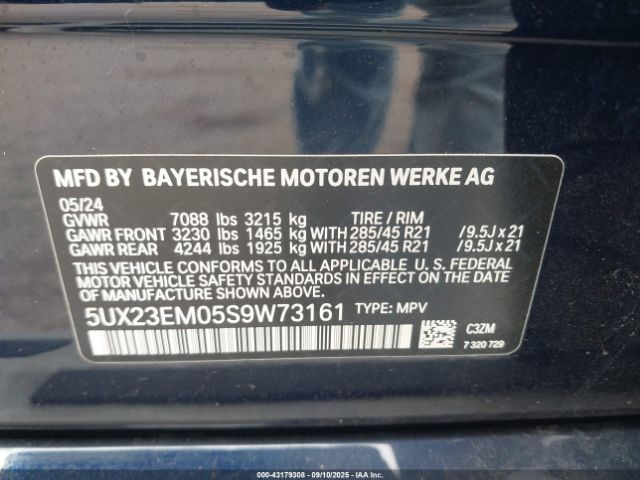 MFD BY BAYERISCHE MOTOREN WERKE AG
05/24
GVWR 7088 lbs 3215 kg TIRE / RIM
GAWR FRONT 3230 lbs 1465 kg WITH 285/45 R21 /9.5J x 21
GAWR REAR 4244 lbs 1925 kg WITH 285/45 R21 /9.5J x 21
THIS VEHICLE CONFORMS TO ALL APPLICABLE U. S. FEDERAL
MOTOR VEHICLE SAFETY STANDARDS IN EFFECT ON THE
DATE OF MANUFACTURE SHOWN ABOVE.
5UX23EM05S9W73161 TYPE: MPV
C3ZM
7 320 729
000-43179308 - 09/10/2025 - IAA Inc.